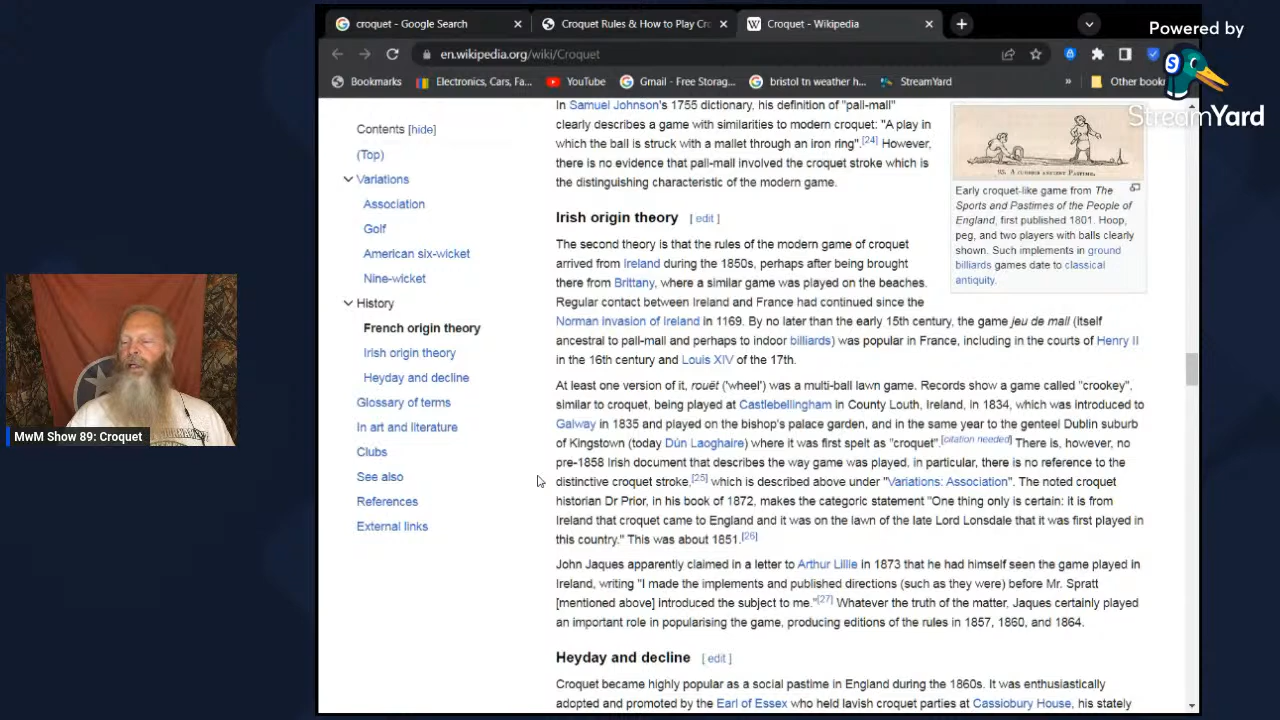 croquet - Google Search
Croquet Rules & How to Play Cr
Croquet - Wikipedia
Powered by
StreamYard
en.wikipedia.org/wiki/Croquet
Bookmarks
Electronics, Cars, Fa...
YouTube
Gmail - Free Storag...
bristol tn weather h...
StreamYard
»
Other book
Contents [hide]
(Top)
Variations
Association
Golf
American six-wicket
Nine-wicket
History
French origin theory
Irish origin theory
Heyday and decline
Glossary of terms
In art and literature
Clubs
See also
References
External links
In Samuel Johnson's 1755 dictionary, his definition of "pall-mall"
clearly describes a game with similarities to modern croquet: "A play in
which the ball is struck with a mallet through an iron ring".[24] However,
there is no evidence that pall-mall involved the croquet stroke which is
the distinguishing characteristic of the modern game.
Early croquet-like game from The
Sports and Pastimes of the People of
England, first published 1801. Hoop,
peg, and two players with balls clearly
shown. Such implements in ground
billiards games date to classical
antiquity.
Irish origin theory [ edit ]
The second theory is that the rules of the modern game of croquet
arrived from Ireland during the 1850s, perhaps after being brought
there from Brittany, where a similar game was played on the beaches.
Regular contact between Ireland and France had continued since the
Norman invasion of Ireland in 1169. By no later than the early 15th century, the game jeu de mail (itself
ancestral to pall-mall and perhaps to indoor billiards) was popular in France, including in the courts of Henry II
in the 16th century and Louis XIV of the 17th.
At least one version of it, rouët ('wheel') was a multi-ball lawn game. Records show a game called "crookey",
similar to croquet, being played at Castlebellingham in County Louth, Ireland, in 1834, which was introduced to
Galway in 1835 and played on the bishop's palace garden, and in the same year to the genteel Dublin suburb
of Kingstown (today Dún Laoghaire) where it was first spelt as "croquet".[citation needed] There is, however, no
pre-1858 Irish document that describes the way game was played, in particular, there is no reference to the
distinctive croquet stroke,[25] which is described above under "Variations: Association". The noted croquet
historian Dr Prior, in his book of 1872, makes the categoric statement "One thing only is certain: it is from
Ireland that croquet came to England and it was on the lawn of the late Lord Lonsdale that it was first played in
this country." This was about 1851.[26]
John Jaques apparently claimed in a letter to Arthur Lillie in 1873 that he had himself seen the game played in
Ireland, writing "I made the implements and published directions (such as they were) before Mr. Spratt
[mentioned above] introduced the subject to me."[27] Whatever the truth of the matter, Jaques certainly played
an important role in popularising the game, producing editions of the rules in 1857, 1860, and 1864.
Heyday and decline [ edit ]
Croquet became highly popular as a social pastime in England during the 1860s. It was enthusiastically
adopted and promoted by the Earl of Essex who held lavish croquet parties at Cassiobury House, his stately
MwM Show 89: Croquet